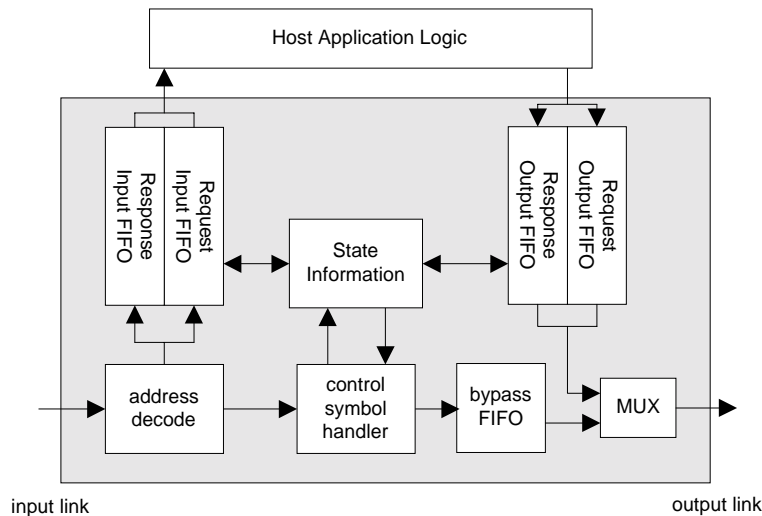 Host Application Logic
Response
Input FIFO
Request
Input FIFO
Response
Output FIFO
Request
Output FIFO
State
Information
address
decode
control
symbol
handler
bypass
FIFO
MUX
input link
output link